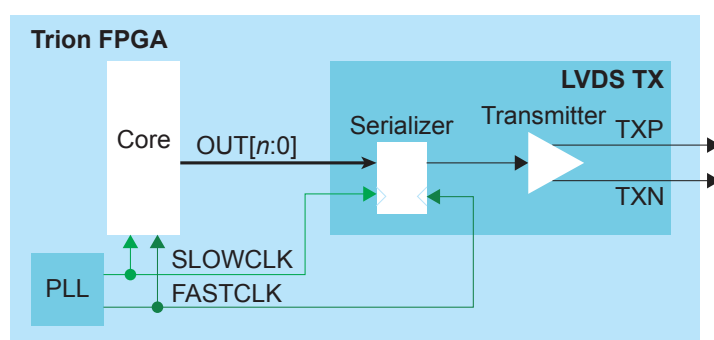 Trion FPGA
LVDS TX
Core
OUT[n:0]
Serializer
Transmitter
TXP
TXN
SLOWCLK
PLL
FASTCLK